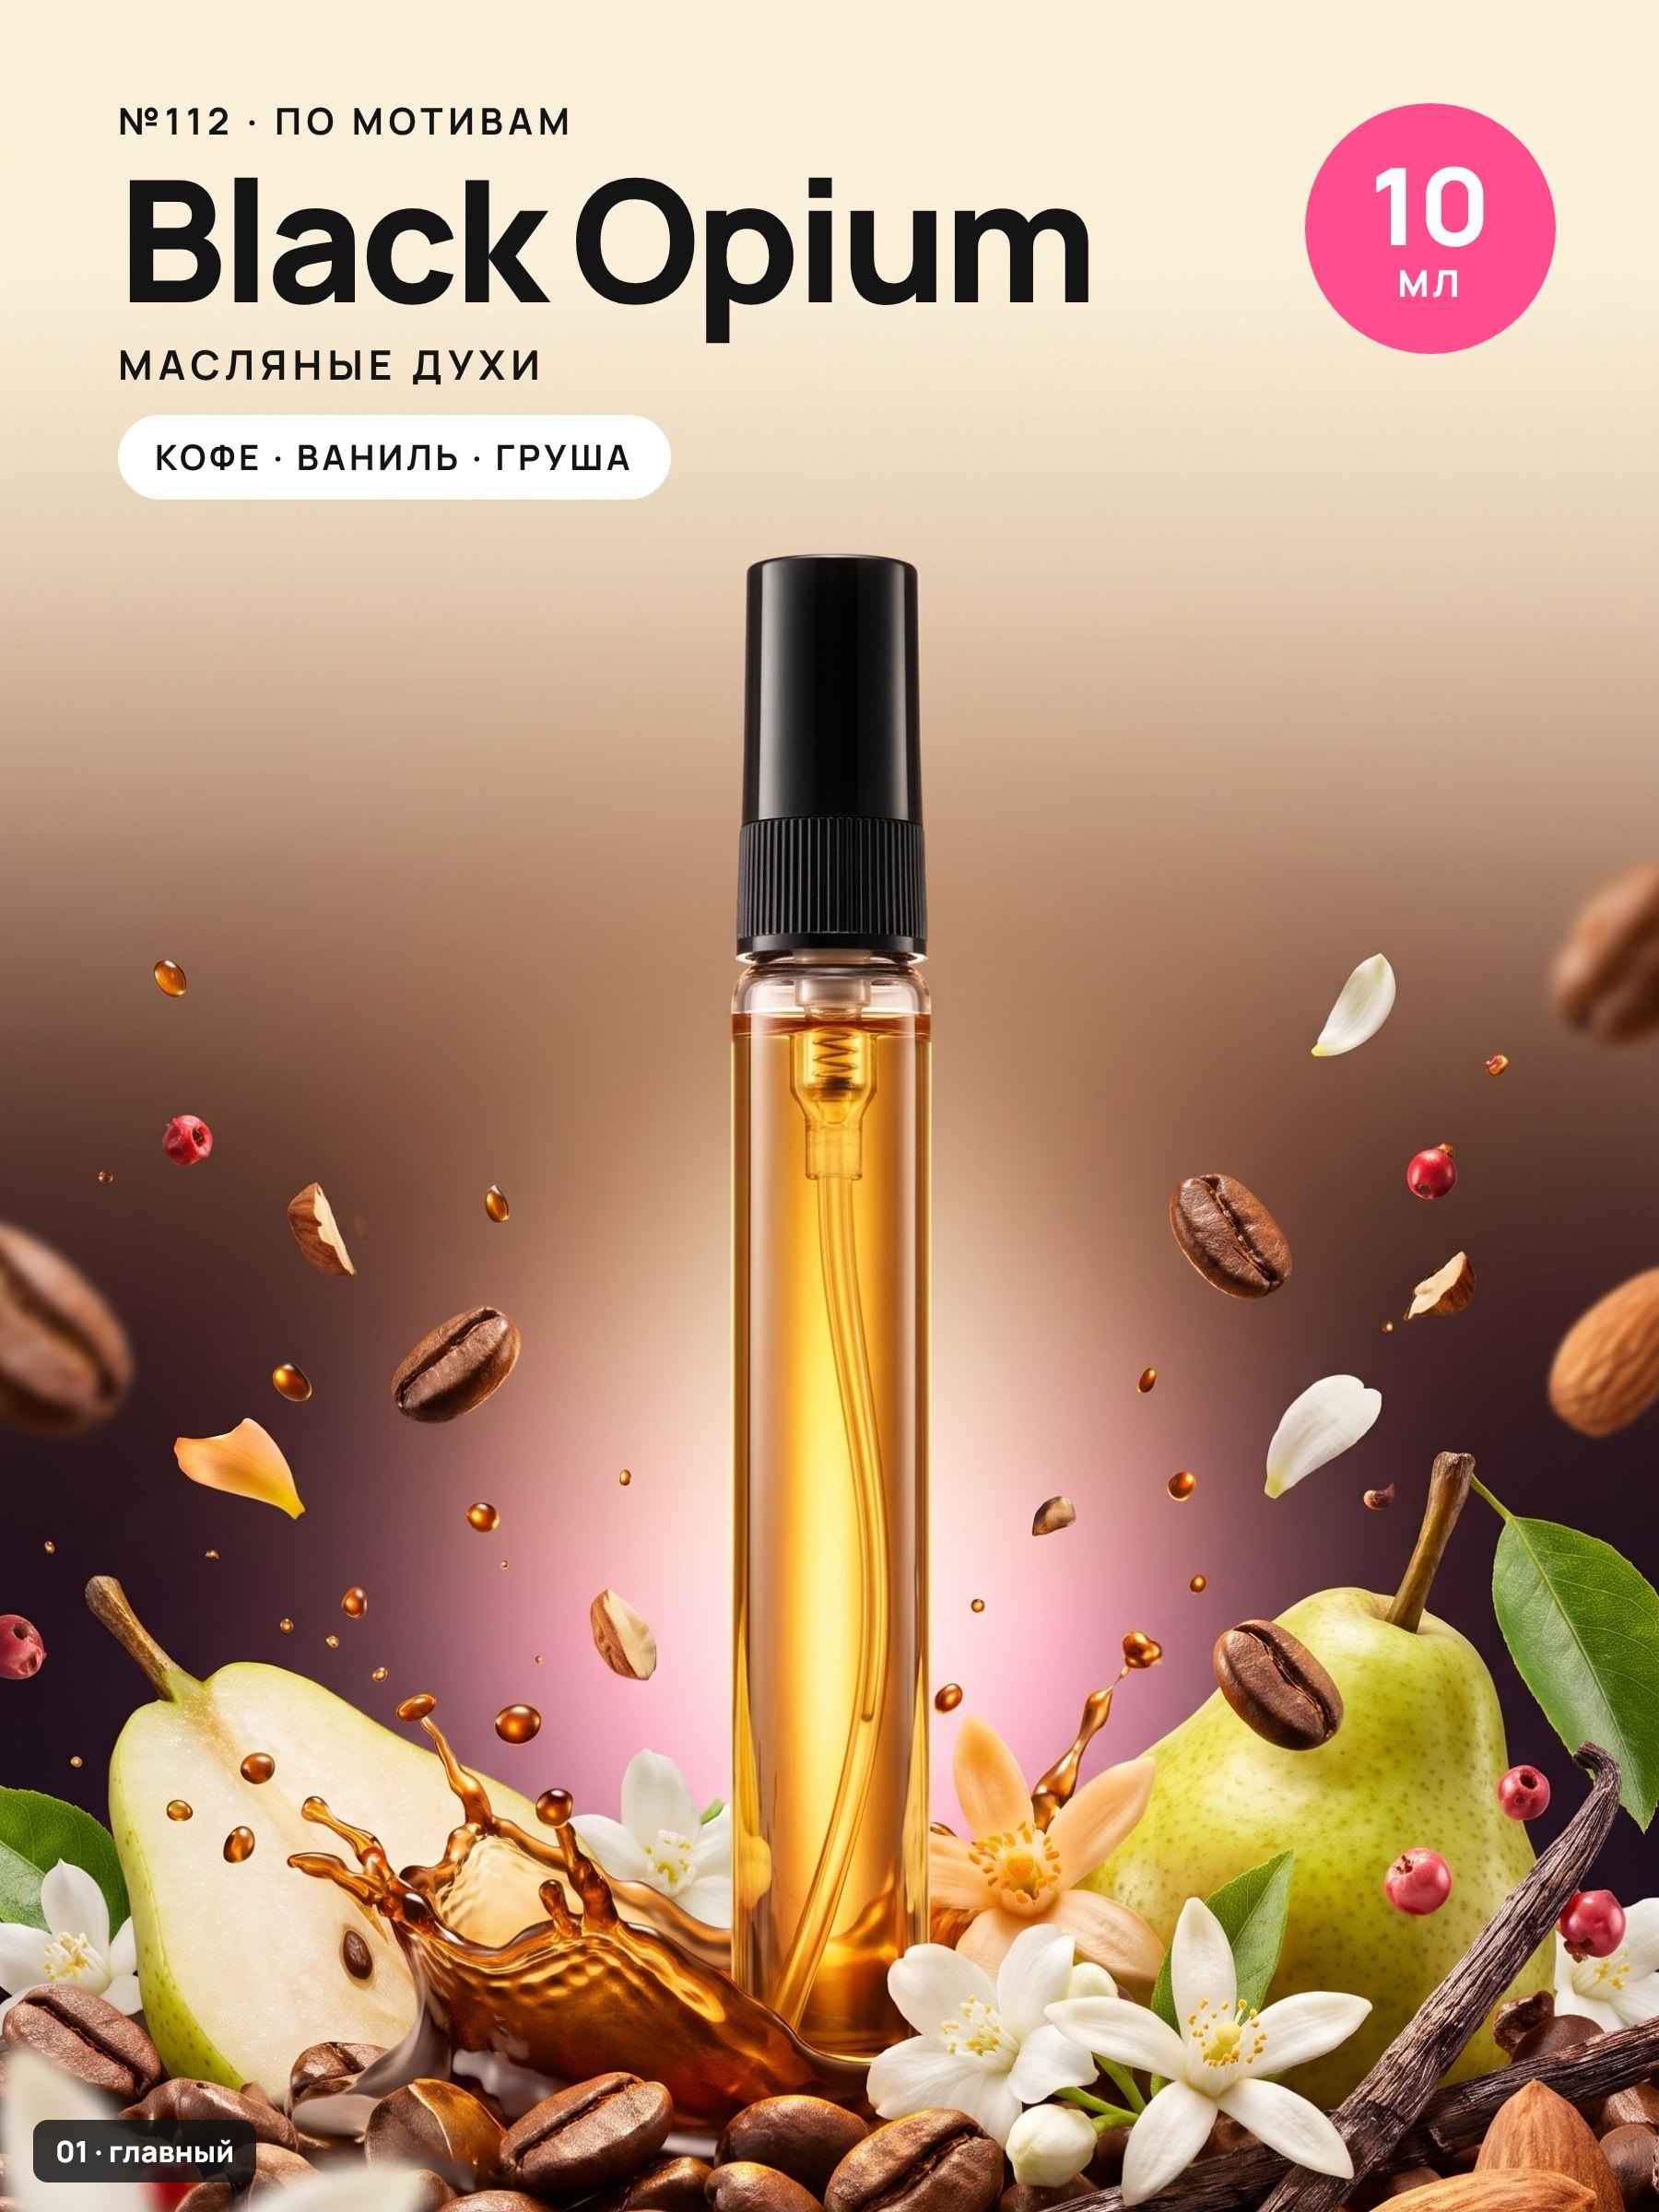 №112 · ПО МОТИВАМ
Black Opium
МАСЛЯНЫЕ ДУХИ
КОФЕ · ВАНИЛЬ · ГРУША
10
МЛ
01 · главный